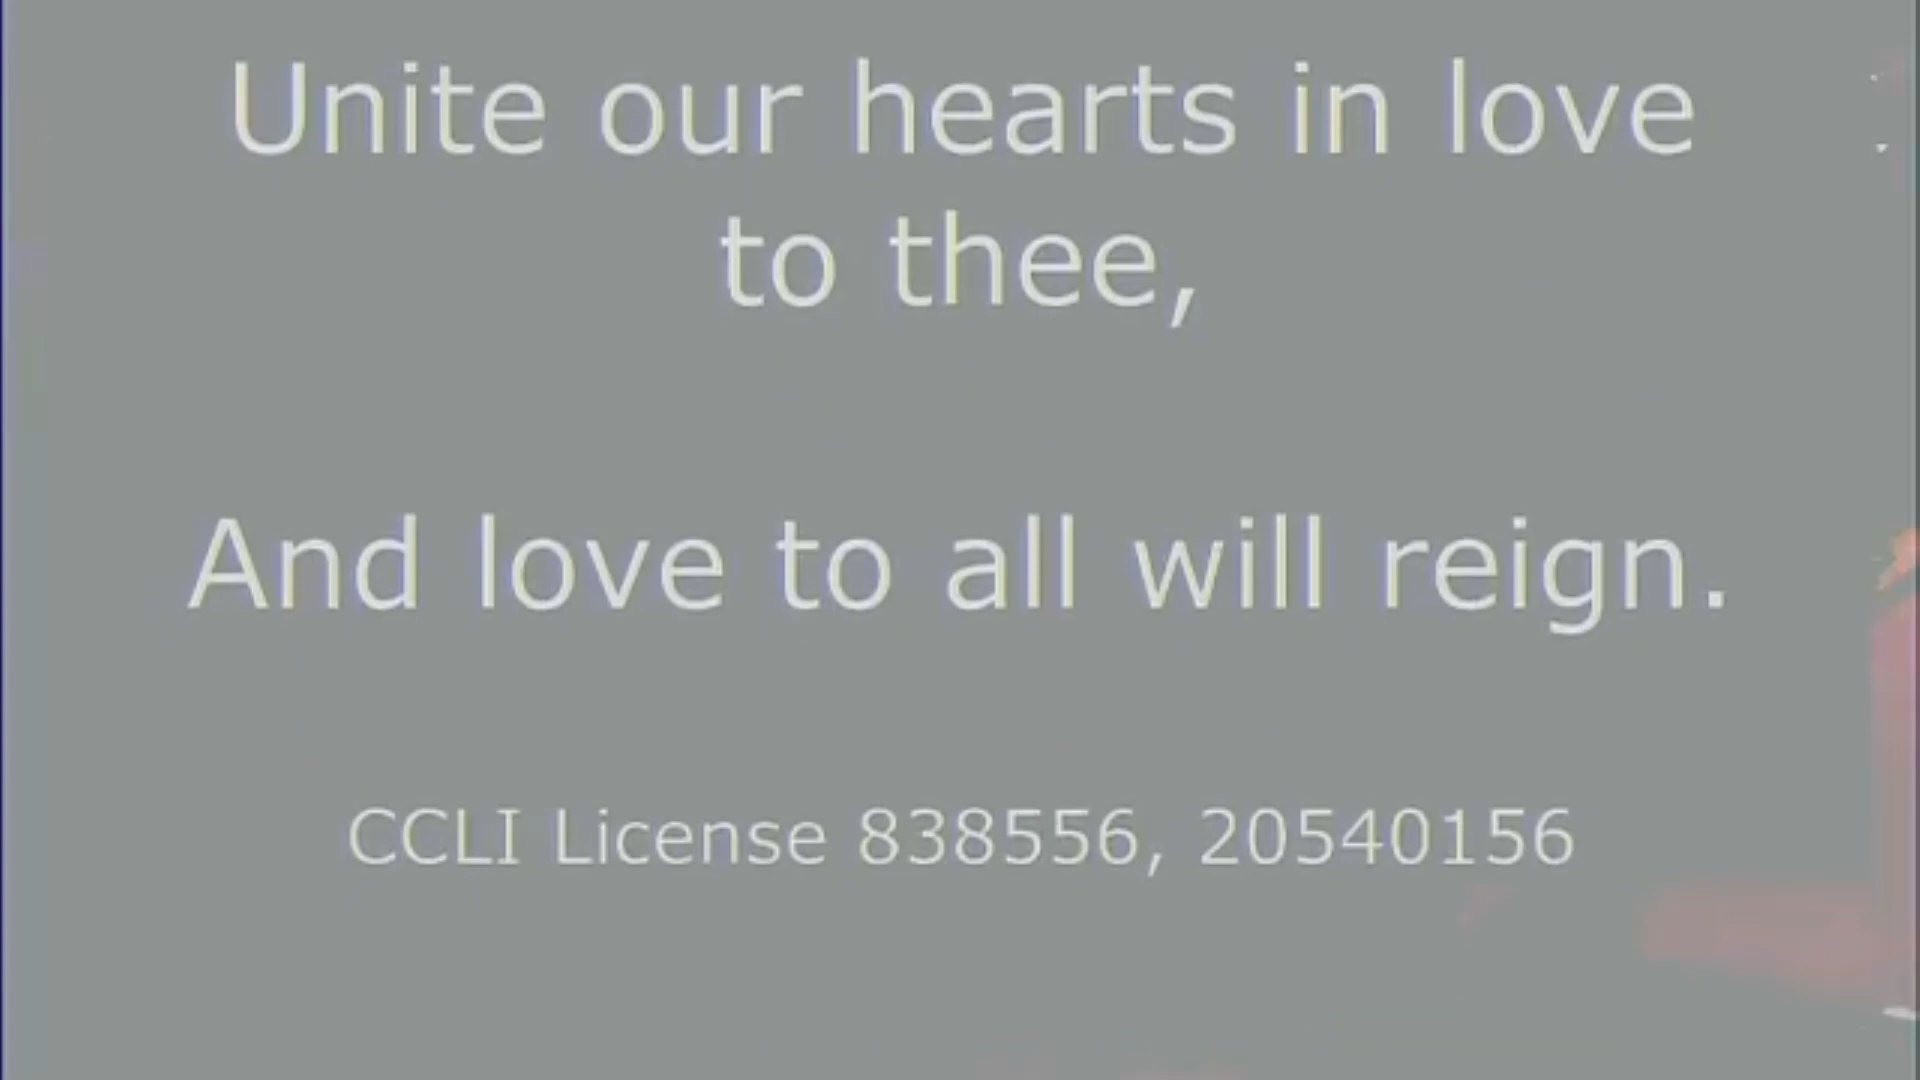 Unite our hearts in love
to thee,
And love to all will reign.
CCLI License 838556, 20540156